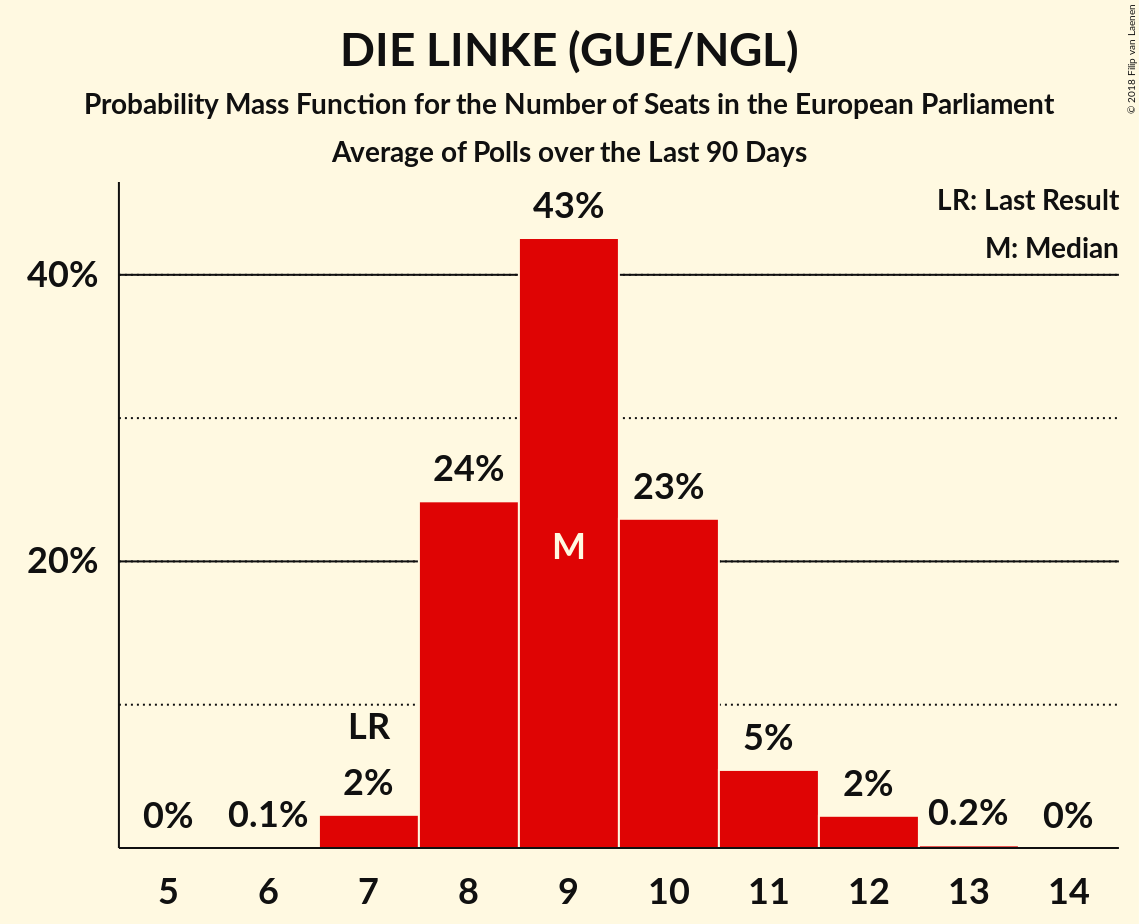 DIE LINKE (GUE/NGL)
Probability Mass Function for the Number of Seats in the European Parliament
Average of Polls over the Last 90 Days
© 2018 Filip van Laenen
LR: Last Result
M: Median
40%
20%
0%
0.1%
LR
2%
24%
43%
M
23%
5%
2%
0.2%
0%
5 6 7 8 9 10 11 12 13 14